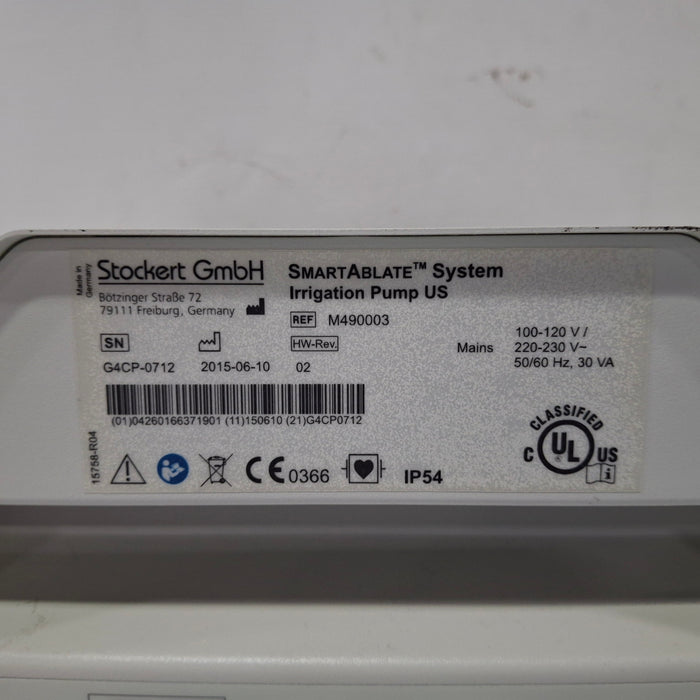 Made in
Germany
Stockert GmbH
Bötzinger Straße 72
79111 Freiburg, Germany
SMARTABLATE™ System
Irrigation Pump US
REF M490003
SN
HW-Rev.
G4CP-0712 2015-06-10 02
Mains
100-120 V /
220-230 V~
50/60 Hz, 30 VA
(01)04260166371901 (11)150610 (21)G4CP0712
15758-R04
CE 0366
IP54
CLASSIFIED
C UL US